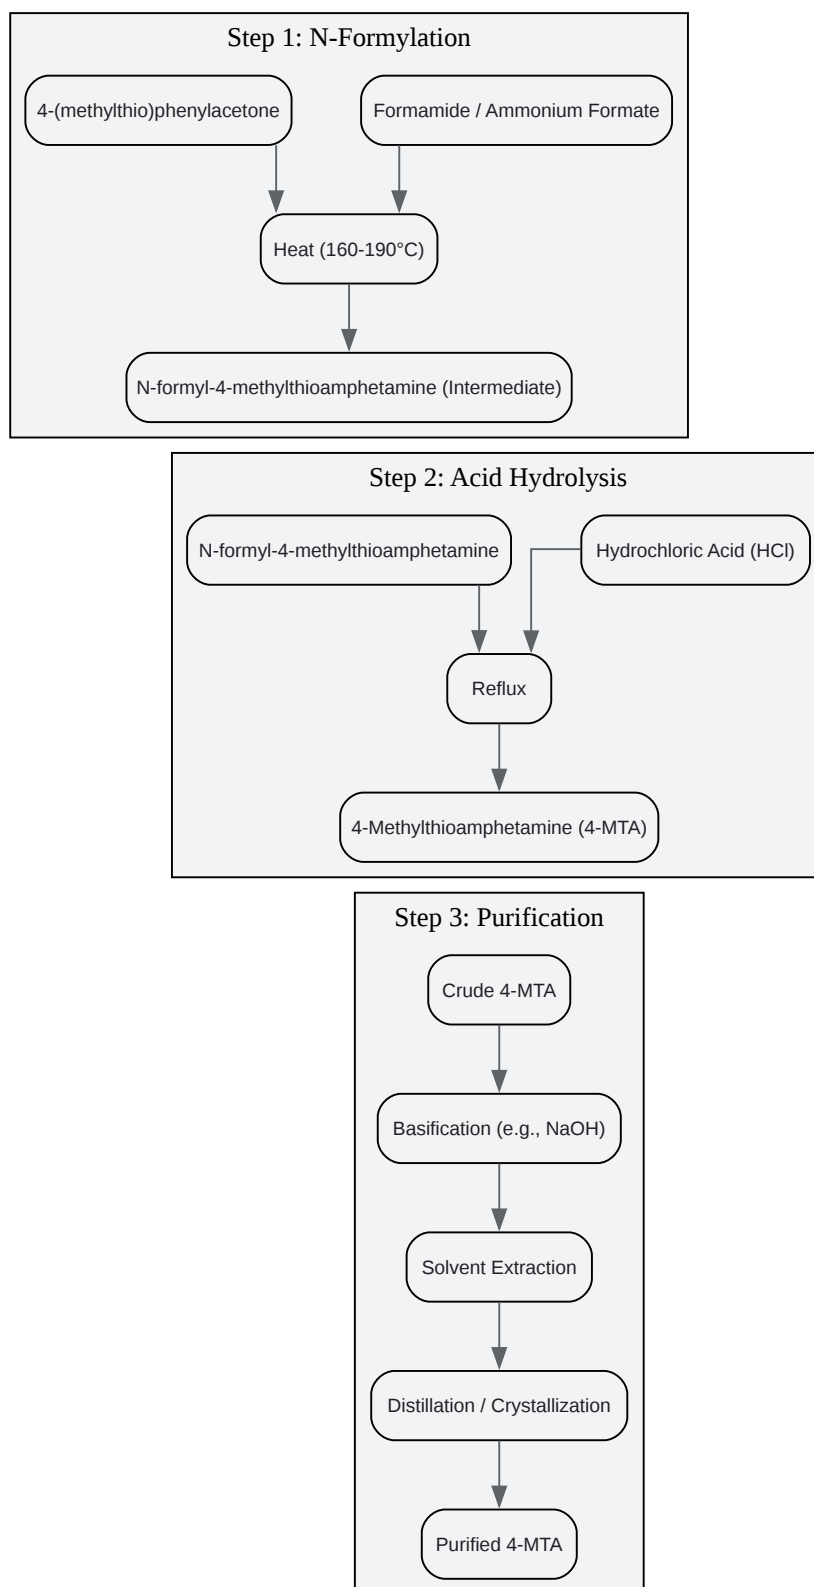 Step 1: N-Formylation
4-(methylthio)phenylacetone
Formamide / Ammonium Formate
Heat (160-190°C)
N-formyl-4-methylthioamphetamine (Intermediate)
Step 2: Acid Hydrolysis
N-formyl-4-methylthioamphetamine
Hydrochloric Acid (HCl)
Reflux
4-Methylthioamphetamine (4-MTA)
Step 3: Purification
Crude 4-MTA
Basification (e.g., NaOH)
Solvent Extraction
Distillation / Crystallization
Purified 4-MTA